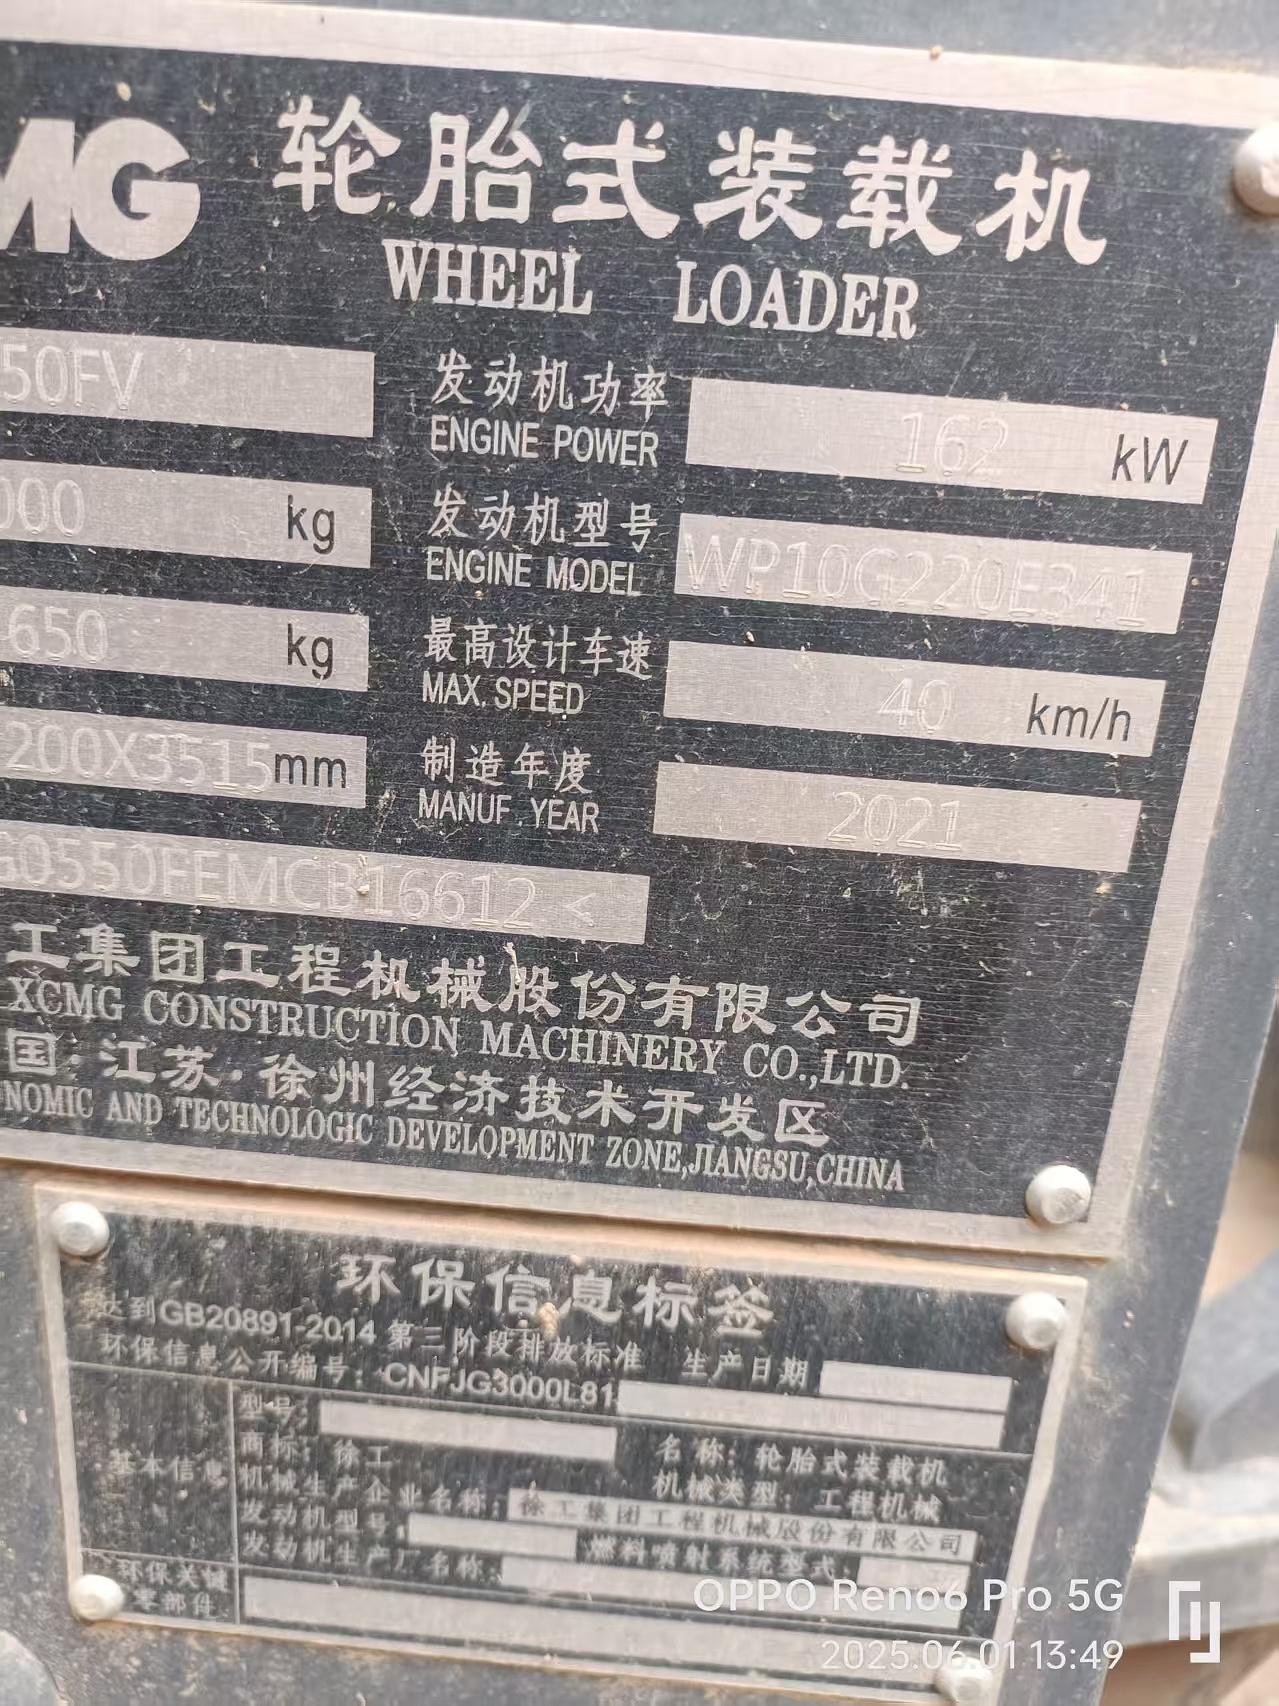 MG 轮胎式装载机
WHEEL LOADER
50FV
发动机功率
ENGINE POWER
162 kW
000 kg
发动机型号
ENGINE MODEL
WP10G220E341
650 kg
最高设计车速
MAX. SPEED
40 km/h
200X3515mm
制造年度
MANUF. YEAR
2021
G0550FEMCB16612 <
工集团工程机械股份有限公司
XCMG CONSTRUCTION MACHINERY CO.,LTD.
国·江苏·徐州经济技术开发区
NOMIC AND TECHNOLOGIC DEVELOPMENT ZONE,JIANGSU,CHINA
环保信息标签
达到GB20891-2014 第三阶段排放标准 生产日期
环保信息公开编号: CNFJG3000L81
基本信息
型号:
商标: 徐工 名称: 轮胎式装载机
机械类型: 工程机械
机械生产企业名称: 徐工集团工程机械股份有限公司
发动机型号: 燃料喷射系统型式:
发动机生产厂名称:
环保关键
零部件
OPPO Reno6 Pro 5G
2025.06.01 13:49